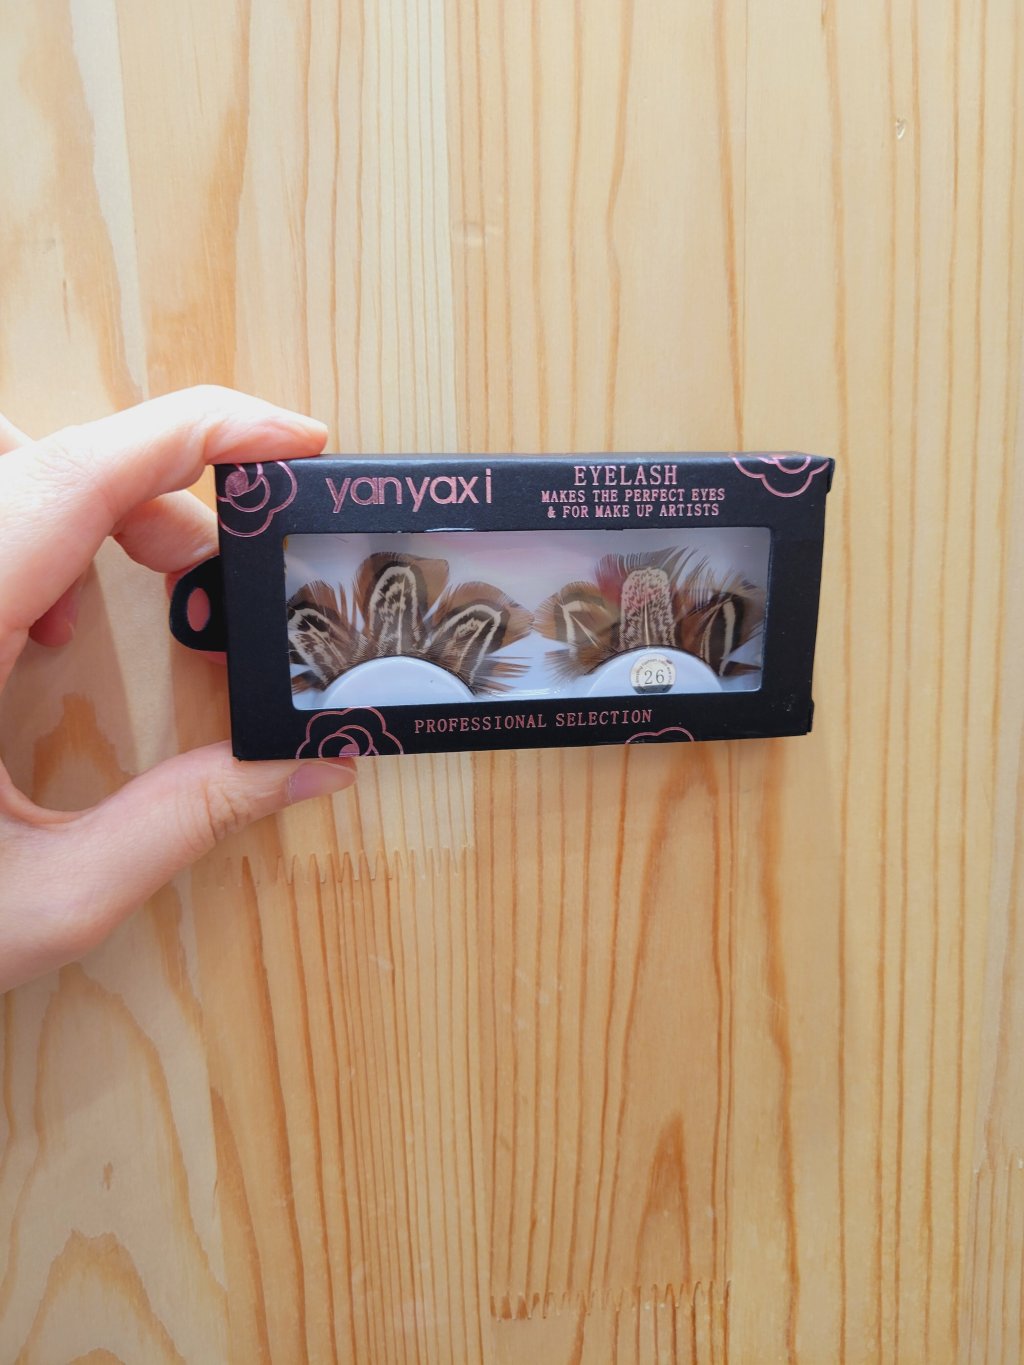 yanyaxi
EYELASH
MAKES THE PERFECT EYES
& FOR MAKE UP ARTISTS
26
PROFESSIONAL SELECTION